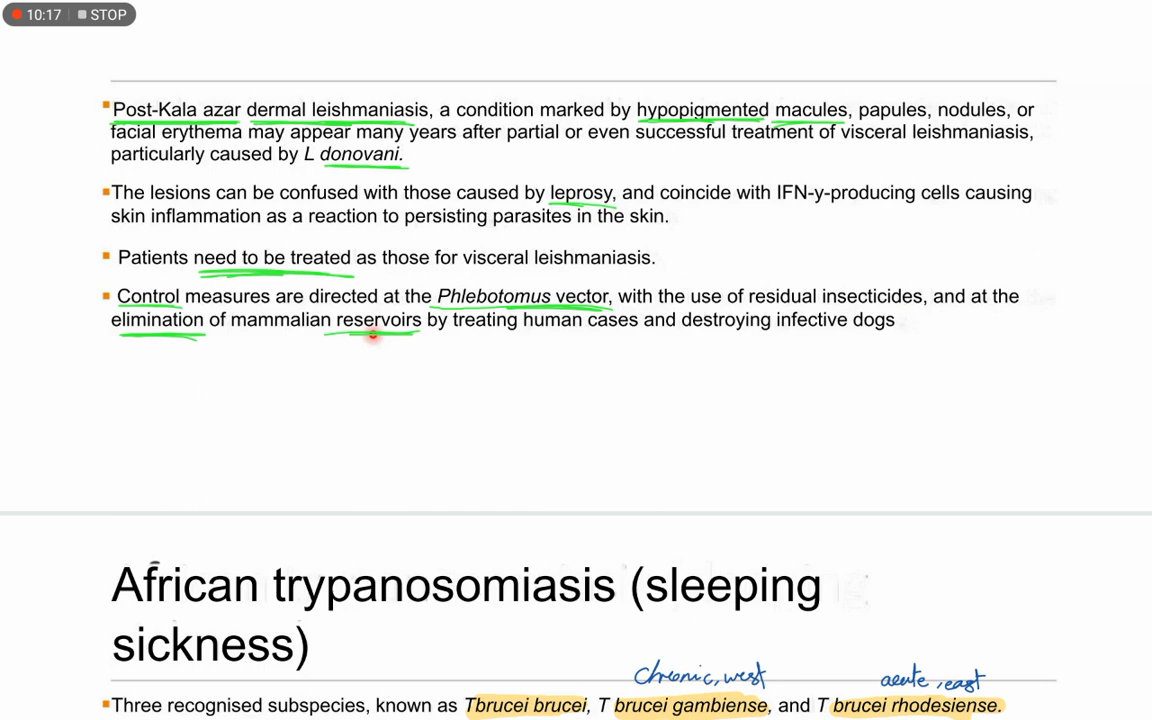 10:17 STOP
Post-Kala azar dermal leishmaniasis, a condition marked by hypopigmented macules, papules, nodules, or
facial erythema may appear many years after partial or even successful treatment of visceral leishmaniasis,
particularly caused by L donovani.
The lesions can be confused with those caused by leprosy, and coincide with IFN-y-producing cells causing
skin inflammation as a reaction to persisting parasites in the skin.
Patients need to be treated as those for visceral leishmaniasis.
Control measures are directed at the Phlebotomus vector, with the use of residual insecticides, and at the
elimination of mammalian reservoirs by treating human cases and destroying infective dogs
African trypanosomiasis (sleeping
sickness)
chronic, west acute, east
Three recognised subspecies, known as Tbrucei brucei, T brucei gambiense, and T brucei rhodesiense.